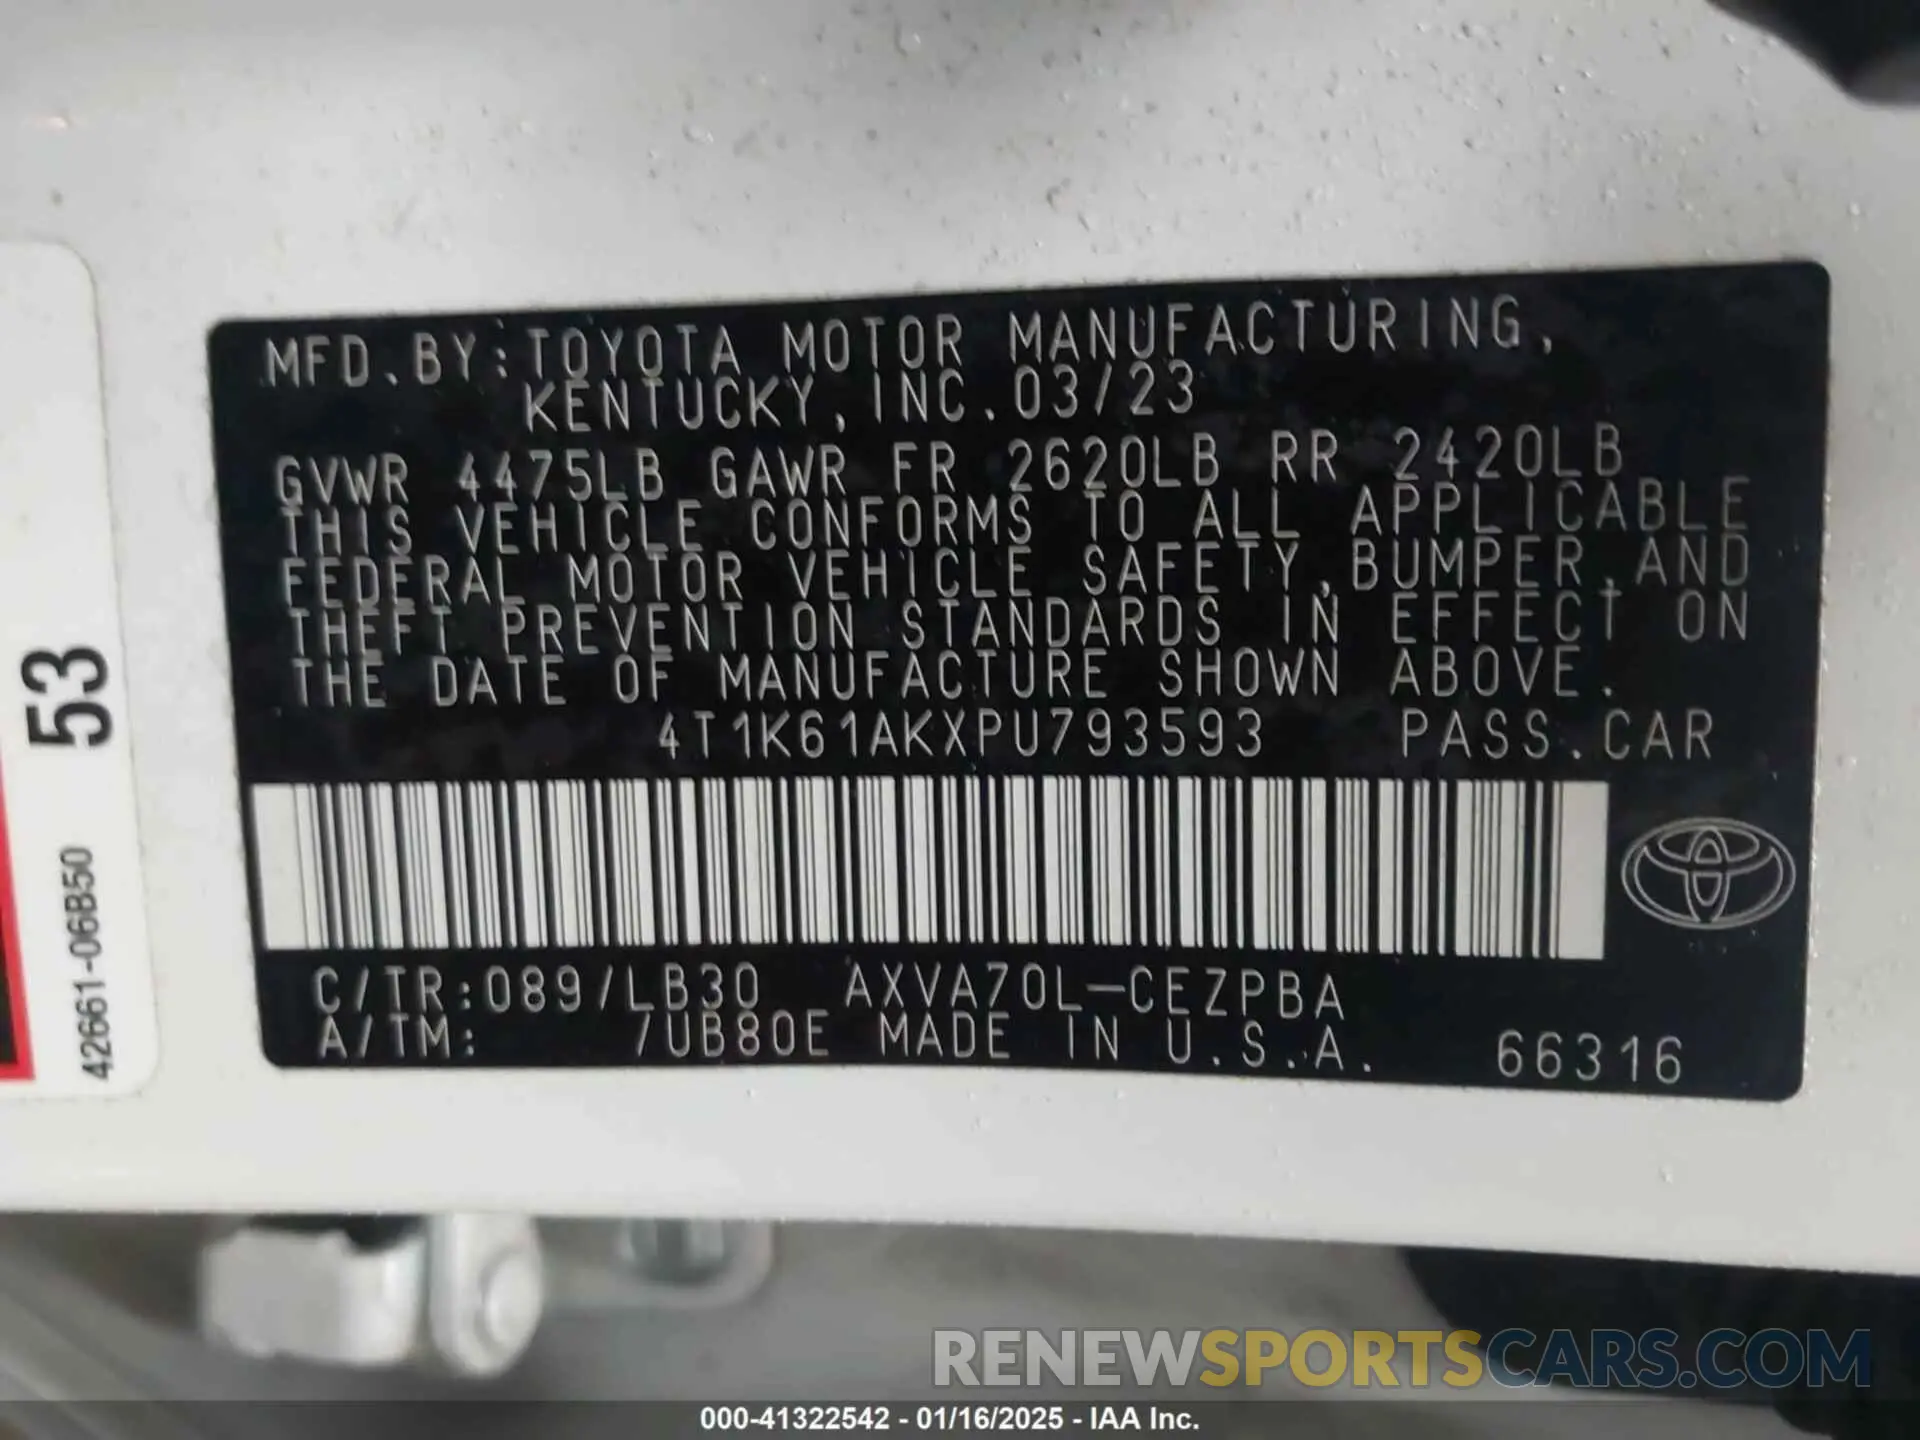 MFD.BY:TOYOTA MOTOR MANUFACTURING,
KENTUCKY,INC.03/23
GVWR 4475LB GAWR FR 2620LB RR 2420LB
THIS VEHICLE CONFORMS TO ALL APPLICABLE
FEDERAL MOTOR VEHICLE SAFETY,BUMPER,AND
THEFT PREVENTION STANDARDS IN EFFECT ON
THE DATE OF MANUFACTURE SHOWN ABOVE.
4T1K61AKXPU793593 PASS.CAR
C/TR:089/LB30 AXVA70L-CEZPBA
A/TM: /UB80E MADE IN U.S.A. 66316
53
42661-06B50
RENEWSPORTSCARS.COM
000-41322542 - 01/16/2025 - IAA Inc.